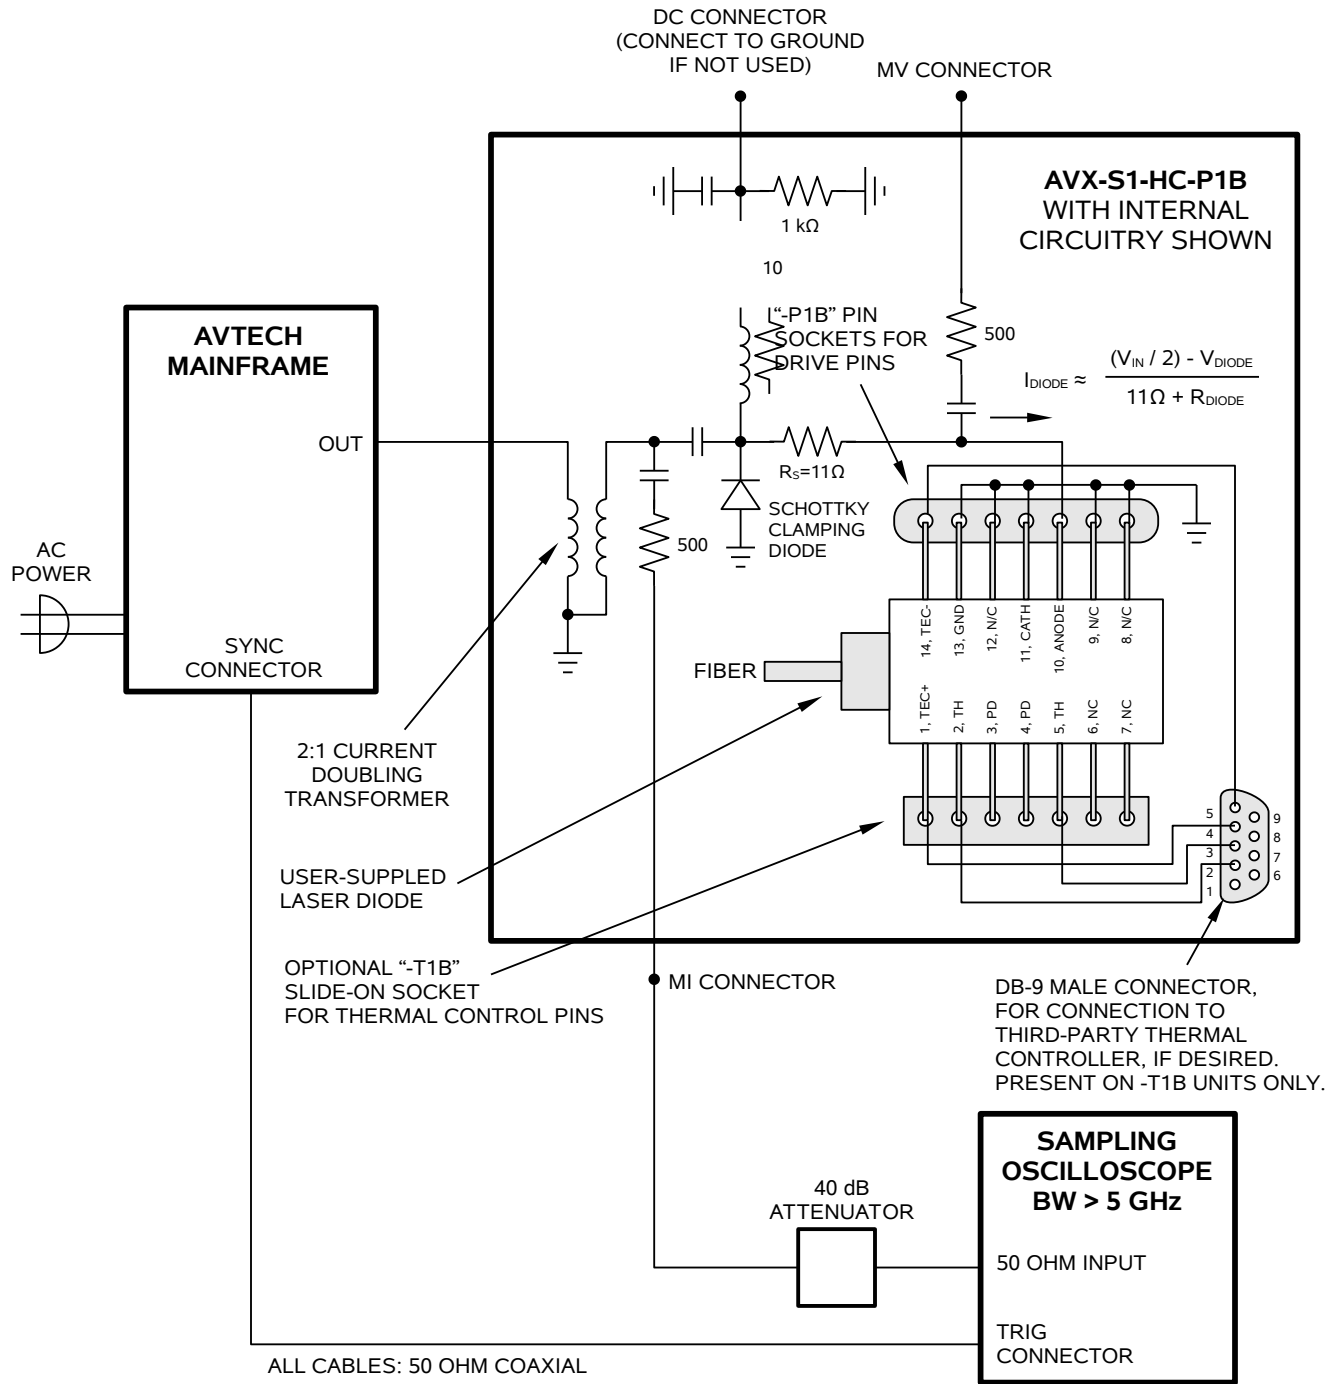 DC CONNECTOR
(CONNECT TO GROUND
IF NOT USED)
MV CONNECTOR
AVX-S1-HC-P1B
WITH INTERNAL
CIRCUITRY SHOWN
1 kΩ
10
"-P1B" PIN
SOCKETS FOR
DRIVE PINS
500
I_DIODE ≈ (V_IN / 2) - V_DIODE
11Ω + R_DIODE
AVTECH
MAINFRAME
OUT
R_S=11Ω
SCHOTTKY
CLAMPING
DIODE
500
AC
POWER
SYNC
CONNECTOR
14, TEC-
13, GND
12, N/C
11, CATH
10, ANODE
9, N/C
8, N/C
FIBER
1, TEC+
2, TH
3, PD
4, PD
5, TH
6, NC
7, NC
2:1 CURRENT
DOUBLING
TRANSFORMER
5
4
3
2
1
9
8
7
6
USER-SUPPLED
LASER DIODE
OPTIONAL “-T1B”
SLIDE-ON SOCKET
FOR THERMAL CONTROL PINS
MI CONNECTOR
DB-9 MALE CONNECTOR,
FOR CONNECTION TO
THIRD-PARTY THERMAL
CONTROLLER, IF DESIRED.
PRESENT ON -T1B UNITS ONLY.
SAMPLING
OSCILLOSCOPE
BW > 5 GHz
40 dB
ATTENUATOR
50 OHM INPUT
TRIG
CONNECTOR
ALL CABLES: 50 OHM COAXIAL